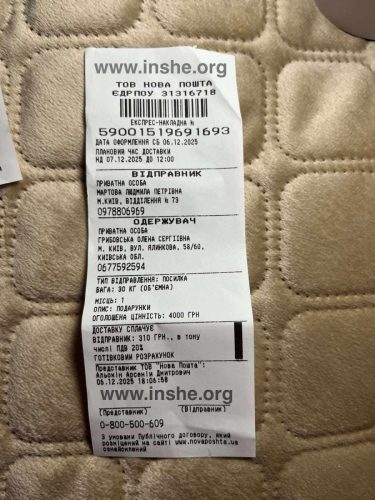 www.inshe.org
ТОВ НОВА ПОШТА
ЄДРПОУ 31316718
ЕКСПРЕС-НАКЛАДНА №
59001519691693
ДАТА ОФОРМЛЕННЯ СБ 06.12.2025
ПЛАНОВИЙ ЧАС ДОСТАВКИ
НД 07.12.2025 ДО 12:00
ВІДПРАВНИК
ПРИВАТНА ОСОБА
МАРТОВА ЛЮДМИЛА ПЕТРІВНА
М.КИЇВ, ВІДДІЛЕННЯ № 73
0978806969
ОДЕРЖУВАЧ
ПРИВАТНА ОСОБА
ГРИБОВСЬКА ОЛЕНА СЕРГІЇВНА
М. КИЇВ, ВУЛ. ЯЛИНКОВА, 58/60,
КИЇВСЬКА ОБЛ.
0677592594
ТИП ВІДПРАВЛЕННЯ: ПОСИЛКА
ВАГА: 30 КГ (ОБ'ЄМНА)
МІСЦЬ: 1
ОПИС: ПОДАРУНКИ
ОГОЛОШЕНА ЦІННІСТЬ: 4000 ГРН
ДОСТАВКУ СПЛАЧУЄ
ВІДПРАВНИК: 310 ГРН., в тому
числі ПДВ 20%
ГОТІВКОВИЙ РОЗРАХУНОК
Представник ТОВ "Нова Пошта":
Альохін Арсеній Дмитрович
06.12.2025 18:08:58
www.inshe.org
(Представник) (Відправник)
0-800-500-609
З умовами Публічного договору, який
розміщений на сайті www.novaposhta.ua
ознайомлений